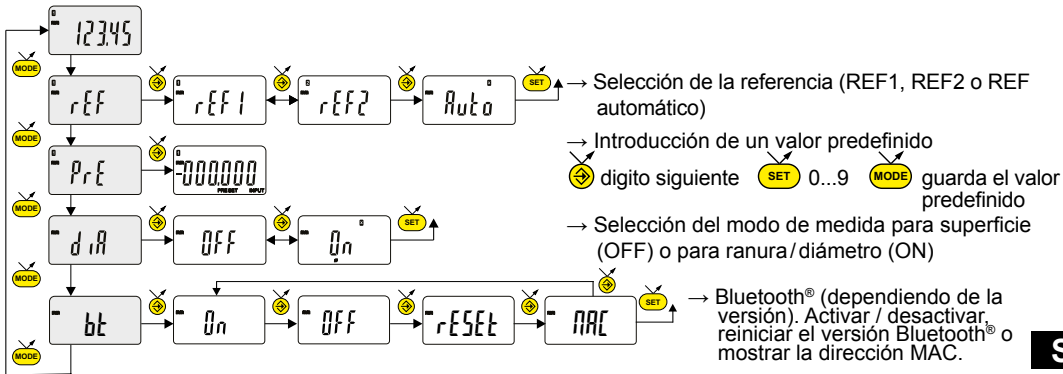 123.45
MODE
rEF
rEF1
rEF2
Auto
SET
→ Selección de la referencia (REF1, REF2 o REF
automático)
MODE
PrE
-000.000
PRESET INPUT
→ Introducción de un valor predefinido
digito siguiente SET 0...9 MODE guarda el valor
predefinido
MODE
diA
OFF
On
SET
→ Selección del modo de medida para superficie
(OFF) o para ranura/diámetro (ON)
MODE
bt
On
OFF
rESEt
MAC
SET
→ Bluetooth® (dependiendo de la
versión). Activar / desactivar,
reiniciar el versión Bluetooth® o
mostrar la dirección MAC.
MODE
S